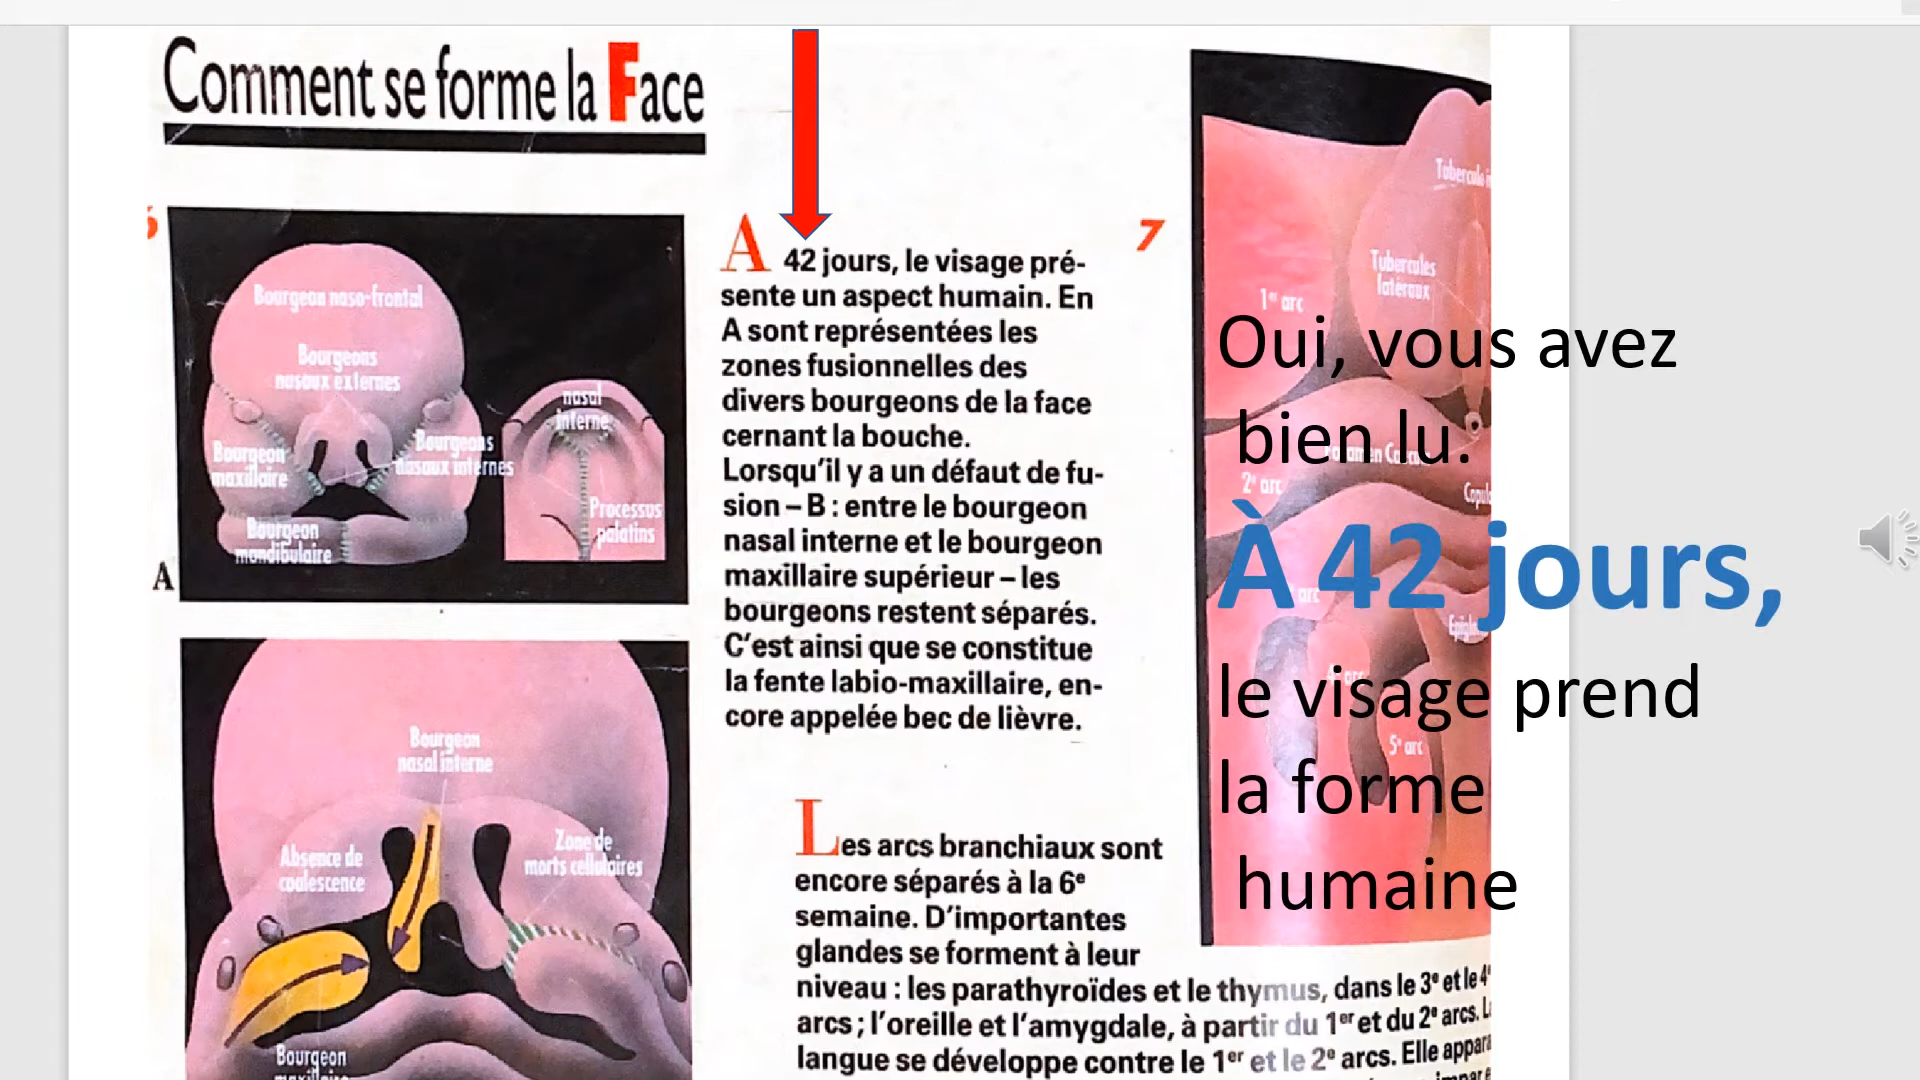 Comment se forme la Face
6
Bourgeon naso-frontal
Bourgeons
nasaux externes
Bourgeon
maxillaire
Bourgeons
nasaux internes
Bourgeon
mandibulaire
nasal
interne
Processus
palatins
A
Bourgeon
nasal interne
Absence de
coalescence
Zone de
morts cellulaires
Bourgeon
maxillaire
A 42 jours, le visage pré-
sente un aspect humain. En
A sont représentées les
zones fusionnelles des
divers bourgeons de la face
cernant la bouche.
Lorsqu'il y a un défaut de fu-
sion – B : entre le bourgeon
nasal interne et le bourgeon
maxillaire supérieur – les
bourgeons restent séparés.
C'est ainsi que se constitue
la fente labio-maxillaire, en-
core appelée bec de lièvre.
Les arcs branchiaux sont
encore séparés à la 6e
semaine. D'importantes
glandes se forment à leur
niveau : les parathyroïdes et le thymus, dans le 3e et le 4e
arcs ; l'oreille et l'amygdale, à partir du 1er et du 2e arcs.
langue se développe contre le 1er et le 2e arcs. Elle
7
Tubercules
latéraux
1er arc
2e arc
arc
4e arc
5e arc
Oui, vous avez
bien lu.
À 42 jours,
le visage prend
la forme
humaine